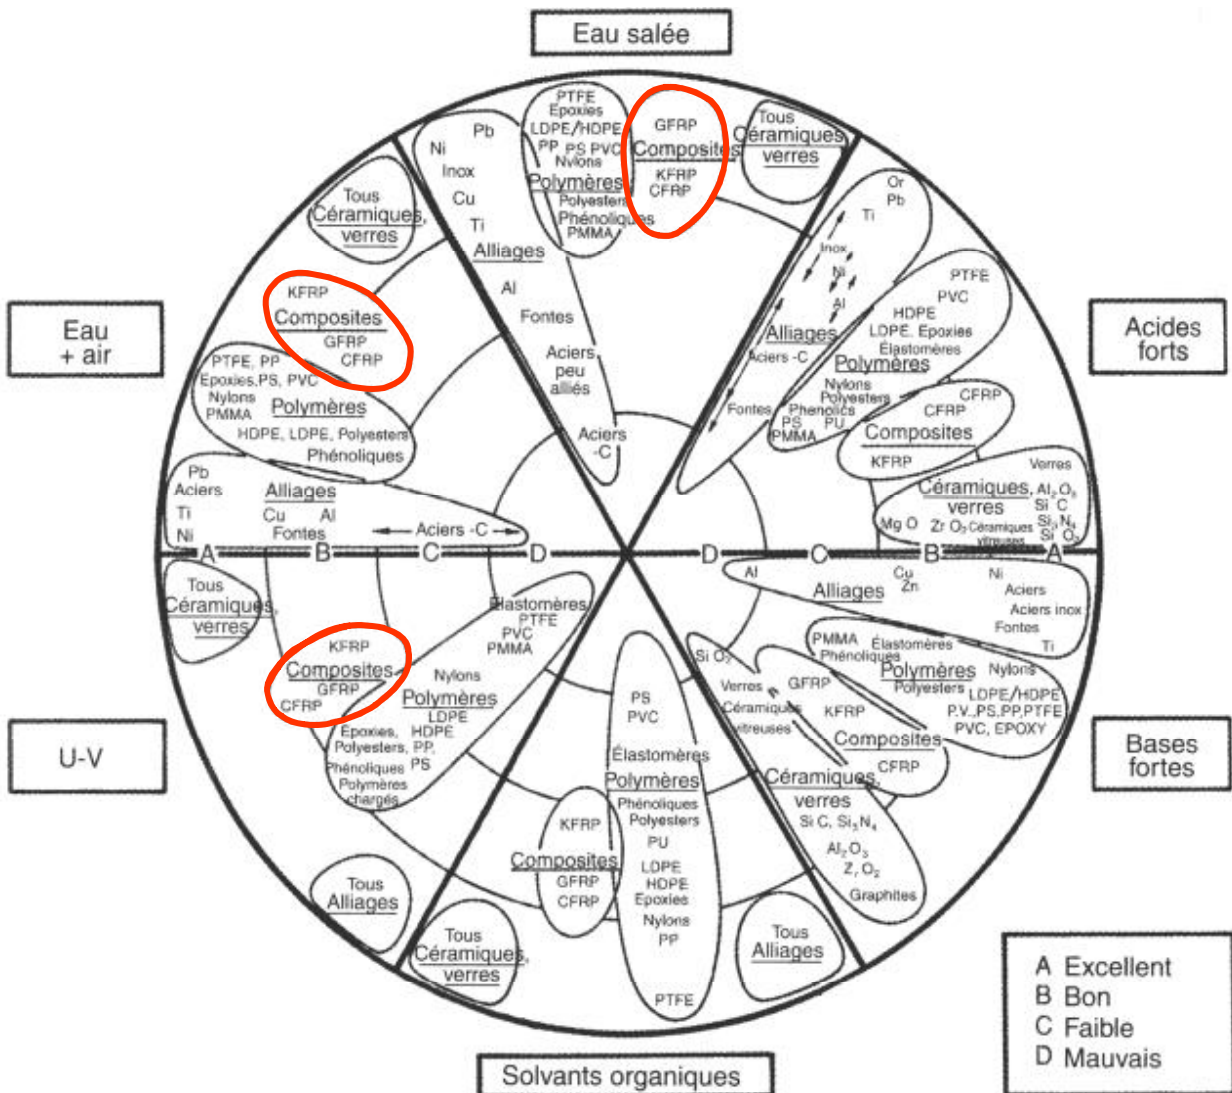 Eau salée
PTFE
Epoxies
LDPE/HDPE
PP PS PVC
Nylons
Polymères
Polyesters
Phénoliques
PMMA
GFRP
Composites
KFRP
CFRP
Tous
Céramiques
verres
Pb
Ni
Inox
Cu
Ti
Alliages
Al
Fontes
Aciers
peu
alliés
Aciers
-C
Eau
+ air
Tous
Céramiques,
verres
KFRP
Composites
GFRP
CFRP
PTFE, PP
Epoxies, PS, PVC
Nylons
Polymères
PMMA
HDPE, LDPE, Polyesters
Phénoliques
Pb
Aciers
Alliages
Ti
Cu Al
Ni
Fontes
Aciers -C
Acides
forts
Or
Pb
Ti
Inox
Ni
Al
Alliages
Aciers -C
Fontes
PTFE
PVC
HDPE
LDPE, Epoxies
Élastomères
Polymères
Nylons
Polyesters
Phenolics
PS PU
PMMA
CFRP
CFRP
Composites
KFRP
Verres
Céramiques,
verres
Al2O3
Si C
Mg O
Zr O2
Céramiques
vitreuses
Si3N4
Si O2
A B C D D C B A
U-V
Tous
Céramiques,
verres
KFRP
Composites
GFRP
CFRP
Élastomères
PTFE
PVC
PMMA
Nylons
Polymères
LDPE
HDPE
Epoxies,
Polyesters, PP,
Phénoliques PS
Polymères
chargés
Tous
Alliages
Bases
fortes
Al
Alliages
Cu
Zn
Ni
Aciers
Aciers inox
Fontes
Ti
PMMA
Élastomères
Phénoliques
Polymères
Nylons
Polyesters
LDPE/HDPE
P.V.,PS,PP,PTFE
PVC, EPOXY
Si O2
Verres
Céramiques
vitreuses
GFRP
KFRP
Composites
CFRP
Céramiques,
verres
Si C, Si3N4
Al2O3
Zr O2
Graphites
Solvants organiques
PS
PVC
Élastomères
Polymères
Phénoliques
Polyesters
PU
LDPE
HDPE
Epoxies
Nylons
PP
PTFE
KFRP
Composites
GFRP
CFRP
Tous
Céramiques,
verres
Tous
Alliages
A Excellent
B Bon
C Faible
D Mauvais